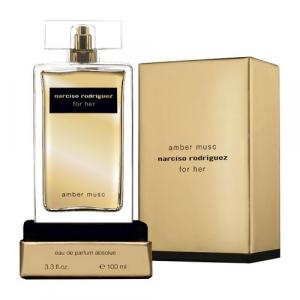 narciso rodriguez
for her
amber musc
eau de parfum absolue
3.3 fl.oz. ℮ 100 ml
amber musc
narciso rodriguez
for her